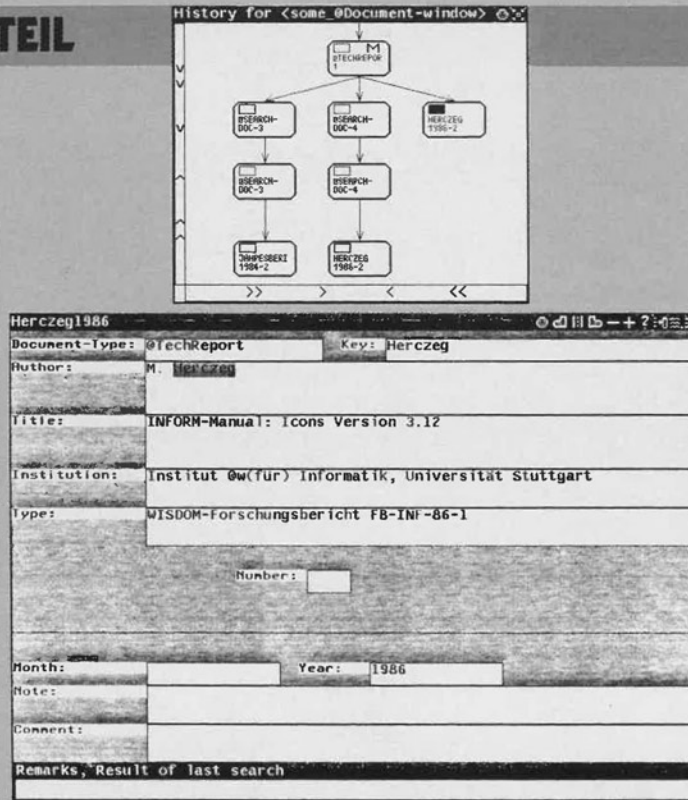 TEIL
History for <some_@Document-window>
M
@TECHREPOR
1
@SEARCH-
DOC-3
@SEARCH-
DOC-4
HERCZEG
1986-2
@SEARCH-
DOC-3
@SEARCH-
DOC-4
JAHRESBERI
1984-2
HERCZEG
1986-2
>> > < <<
Herczeg1986
Document-Type: @TechReport Key: Herczeg
Author: M. Herczeg
Title: INFORM-Manual: Icons Version 3.12
Institution: Institut @w(für) Informatik, Universität Stuttgart
Type: WISDOM-Forschungsbericht FB-INF-86-1
Number:
Month: Year: 1986
Note:
Comment:
Remarks, Result of last search